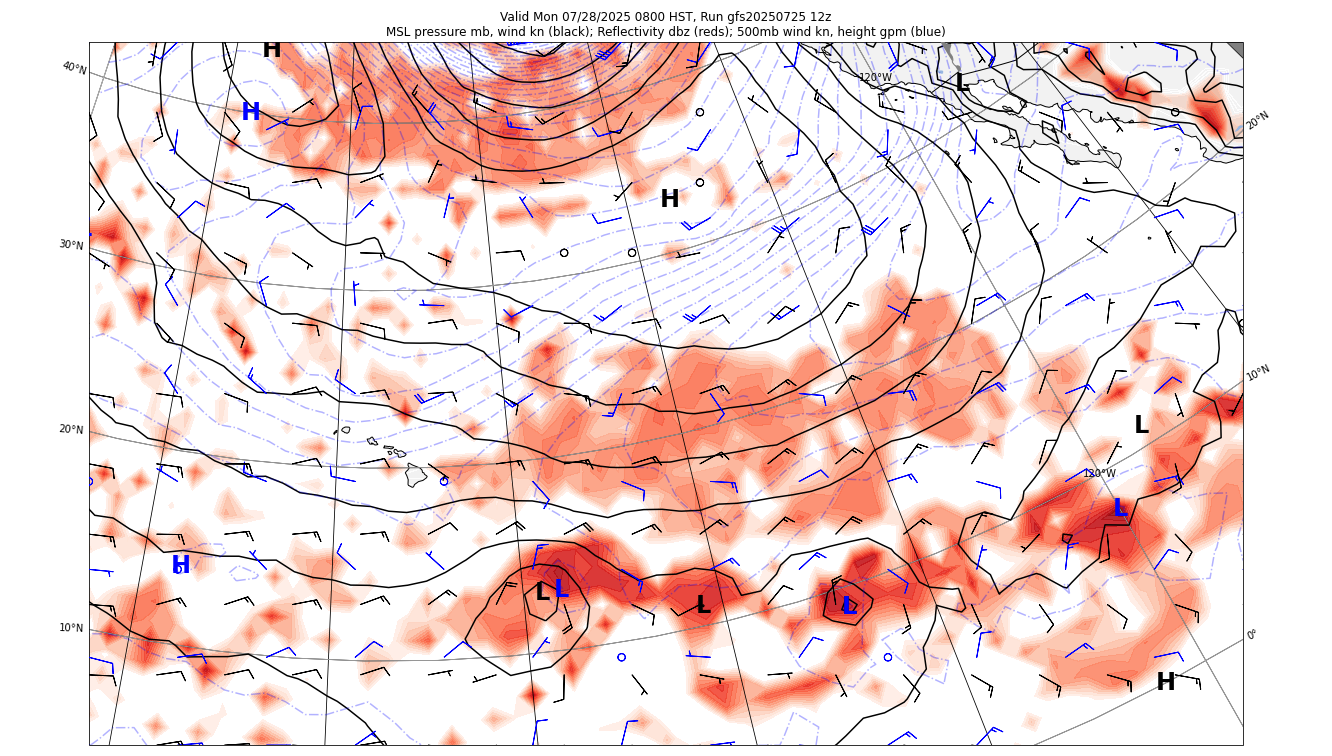 Valid Mon 07/28/2025 0800 HST, Run gfs20250725 12z
MSL pressure mb, wind kn (black); Reflectivity dbz (reds); 500mb wind kn, height gpm (blue)
H
40°N
120°W
L
H
20°N
H
30°N
10°N
L
20°N
120°W
L
H
L
L
L
L
10°N
0°
H